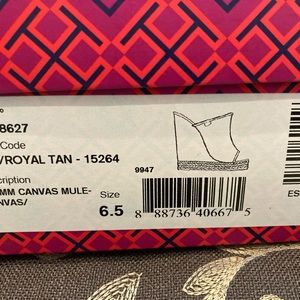 8627
Code
/ROYAL TAN - 15264
cription
MM CANVAS MULE-
NVAS/
Size
6.5
9947
8 88736 40667 5
ES